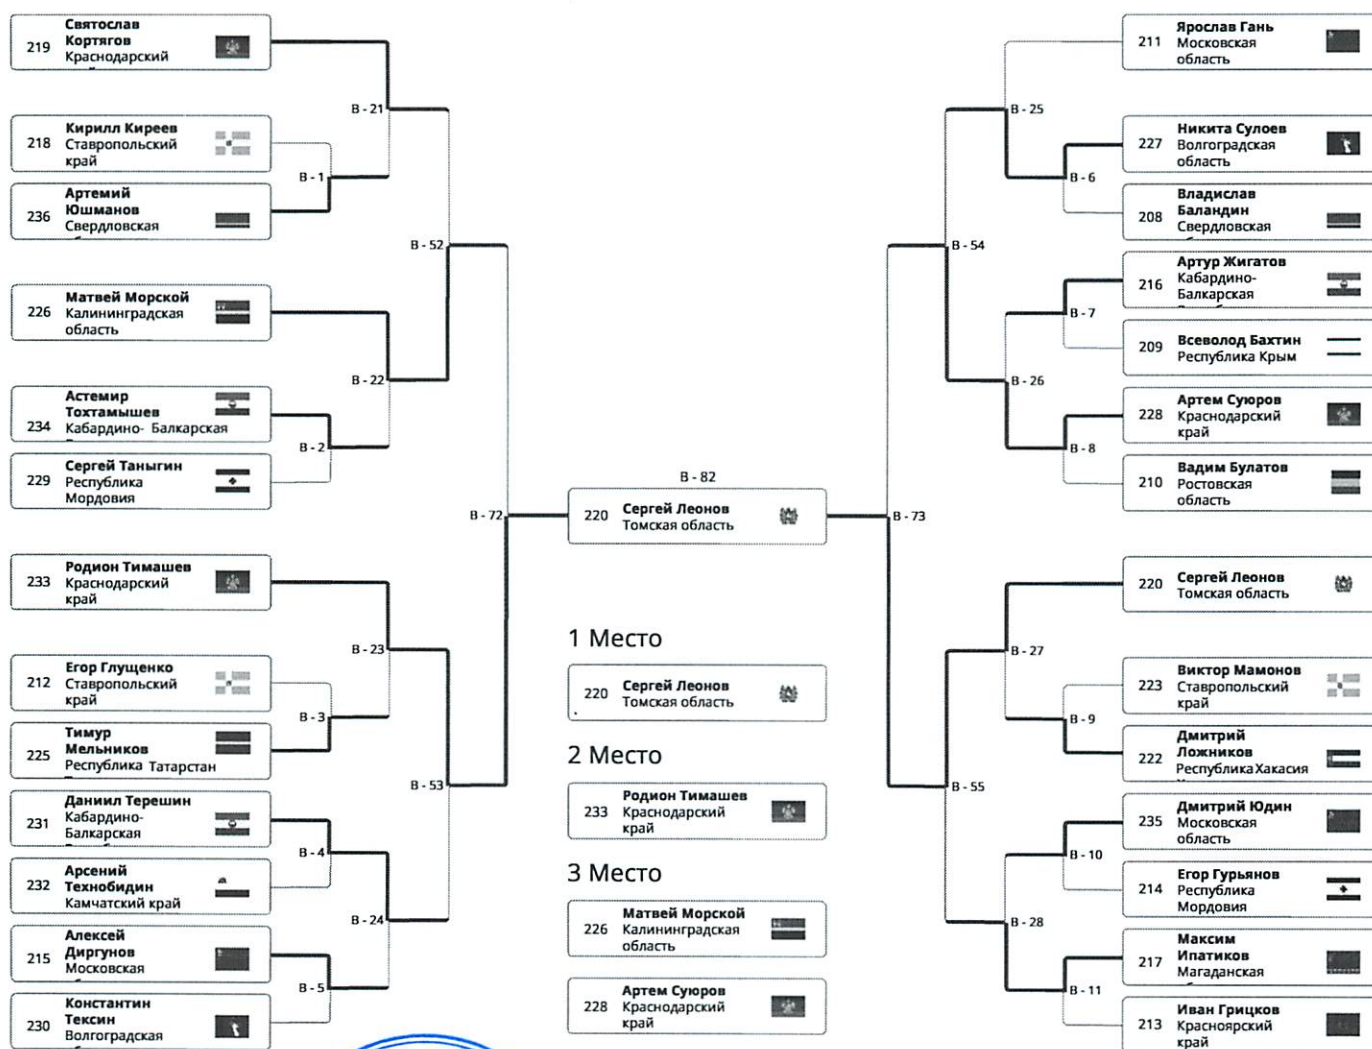 219
Святослав
Кортягов
Краснодарский
218
Кирилл Киреев
Ставропольский
край
236
Артемий
Юшманов
Свердловская
226
Матвей Морской
Калининградская
область
234
Астемир
Тохтамышев
Кабардино- Балкарская
229
Сергей Таныгин
Республика
Мордовия
233
Родион Тимашев
Краснодарский
край
212
Егор Глущенко
Ставропольский
край
225
Тимур
Мельников
Республика Татарстан
231
Даниил Терешин
Кабардино-
Балкарская
232
Арсений
Технобидин
Камчатский край
215
Алексей
Диргунов
Московская
230
Константин
Тексин
Волгоградская
B - 21
B - 1
B - 52
B - 22
B - 2
B - 72
B - 23
B - 3
B - 53
B - 4
B - 24
B - 5
B - 82
220
Сергей Леонов
Томская область
1 Место
220
Сергей Леонов
Томская область
2 Место
233
Родион Тимашев
Краснодарский
край
3 Место
226
Матвей Морской
Калининградская
область
228
Артем Суюров
Краснодарский
край
B - 25
B - 6
B - 54
B - 7
B - 26
B - 8
B - 73
B - 27
B - 9
B - 55
B - 10
B - 28
B - 11
211
Ярослав Гань
Московская
область
227
Никита Сулоев
Волгоградская
область
208
Владислав
Баландин
Свердловская
216
Артур Жигатов
Кабардино-
Балкарская
209
Всеволод Бахтин
Республика Крым
228
Артем Суюров
Краснодарский
край
210
Вадим Булатов
Ростовская
область
220
Сергей Леонов
Томская область
223
Виктор Мамонов
Ставропольский
край
222
Дмитрий
Ложников
Республика Хакасия
235
Дмитрий Юдин
Московская
область
214
Егор Гурьянов
Республика
Мордовия
217
Максим
Ипатиков
Магаданская
213
Иван Грицков
Красноярский
край